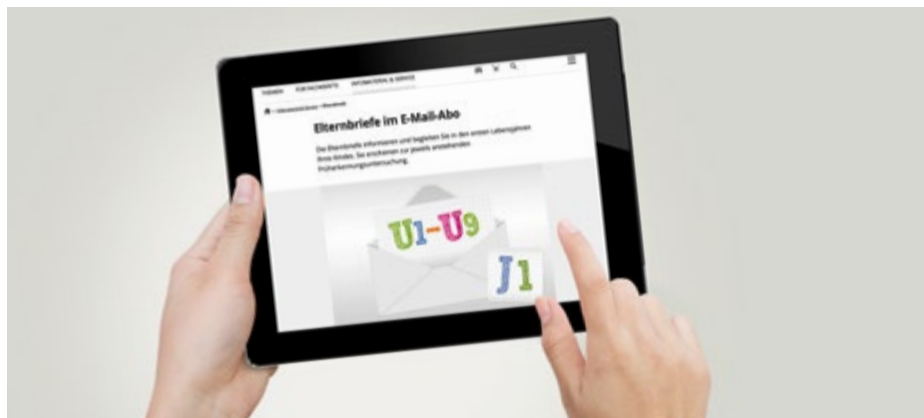 THEMEN FÜR FACHKRÄFTE INFOMATERIAL & SERVICE
Elternbriefe
Elternbriefe im E-Mail-Abo
Die Elternbriefe informieren und begleiten Sie in den ersten Lebensjahren
Ihres Kindes. Sie erscheinen zur jeweils anstehenden
Früherkennungsuntersuchung.
U1-U9
J1